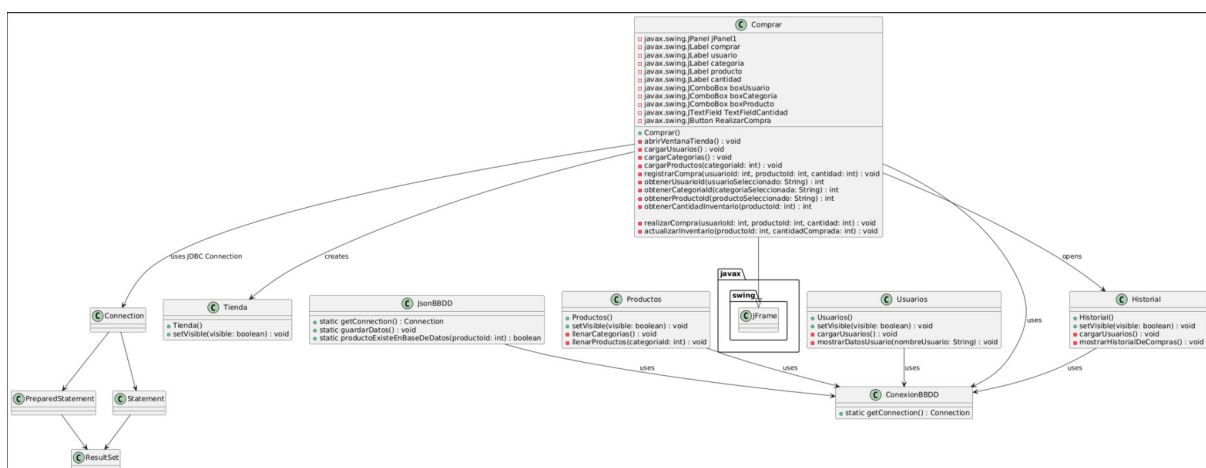 Comprar
javax.swing.JPanel jPanel1
javax.swing.JLabel comprar
javax.swing.JLabel usuario
javax.swing.JLabel categoria
javax.swing.JLabel producto
javax.swing.JLabel cantidad
javax.swing.JComboBox boxUsuario
javax.swing.JComboBox boxCategoria
javax.swing.JComboBox boxProducto
javax.swing.JTextField TextFieldCantidad
javax.swing.JButton RealizarCompra
Comprar()
abrirVentanaTienda() : void
cargarUsuarios() : void
cargarCategorias() : void
cargarProductos(categoriaId: int) : void
registrarCompra(usuarioId: int, productoId: int, cantidad: int) : void
obtenerUsuarioId(usuarioSeleccionado: String) : int
obtenerCategoriaId(categoriaSeleccionada: String) : int
obtenerProductoId(productoSeleccionado: String) : int
obtenerCantidadInventario(productoId: int) : int
realizarCompra(usuarioId: int, productoId: int, cantidad: int) : void
actualizarInventario(productoId: int, cantidadComprada: int) : void
uses JDBC Connection
creates
opens
uses
javax
swing
JFrame
Connection
Tienda
Tienda()
setVisible(visible: boolean) : void
JsonBBDD
static getConnection() : Connection
static guardarDatos() : void
static productoExisteEnBaseDeDatos(productoId: int) : boolean
Productos
Productos()
setVisible(visible: boolean) : void
llenarCategorias() : void
llenarProductos(categoriaId: int) : void
Usuarios
Usuarios()
setVisible(visible: boolean) : void
cargarUsuarios() : void
mostrarDatosUsuario(nombreUsuario: String) : void
Historial
Historial()
setVisible(visible: boolean) : void
cargarUsuarios() : void
mostrarHistorialDeCompras() : void
uses
uses
uses
uses
PreparedStatement
Statement
ConexionBBDD
static getConnection() : Connection
ResultSet